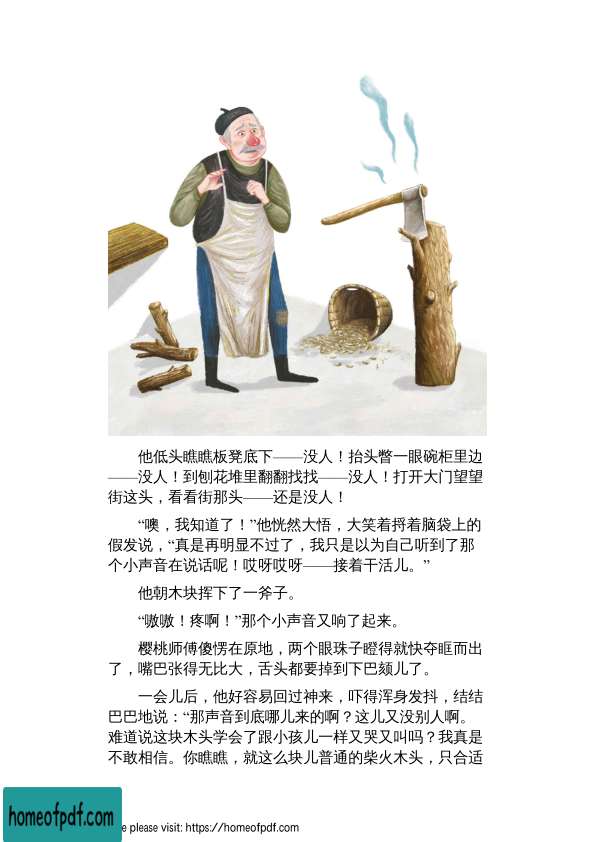 他低头瞧瞧板凳底下——没人！抬头瞥一眼碗柜里边
——没人！到刨花堆里翻翻找找——没人！打开大门望望
街这头，看看街那头——还是没人！
“噢，我知道了！”他恍然大悟，大笑着捋着脑袋上的
假发说，“真是再明显不过了，我只是以为自己听到了那
个小声音在说话呢！哎呀哎呀——接着干活儿。”
他朝木块挥下了一斧子。
“嗷嗷！疼啊！”那个小声音又响了起来。
樱桃师傅傻愣在原地，两个眼珠子瞪得就快夺眶而出
了，嘴巴张得无比大，舌头都要掉到下巴颏儿了。
一会儿后，他好容易回过神来，吓得浑身发抖，结结
巴巴地说：“那声音到底哪儿来的啊？这儿又没别人啊。
难道说这块木头学会了跟小孩儿一样又哭又叫吗？我真是
不敢相信。你瞧瞧，就这么块儿普通的柴火木头，只合适
homeofpdf.com
please visit: https://homeofpdf.com